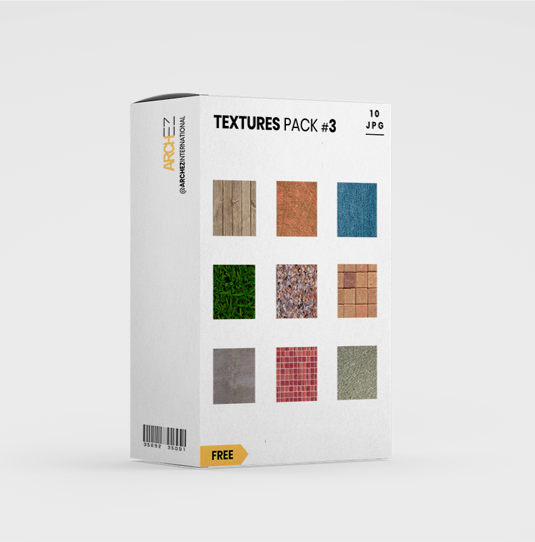 TEXTURES PACK #3
10
JPG
ARCHEZ
@ARCHEZINTERNATIONAL
FREE